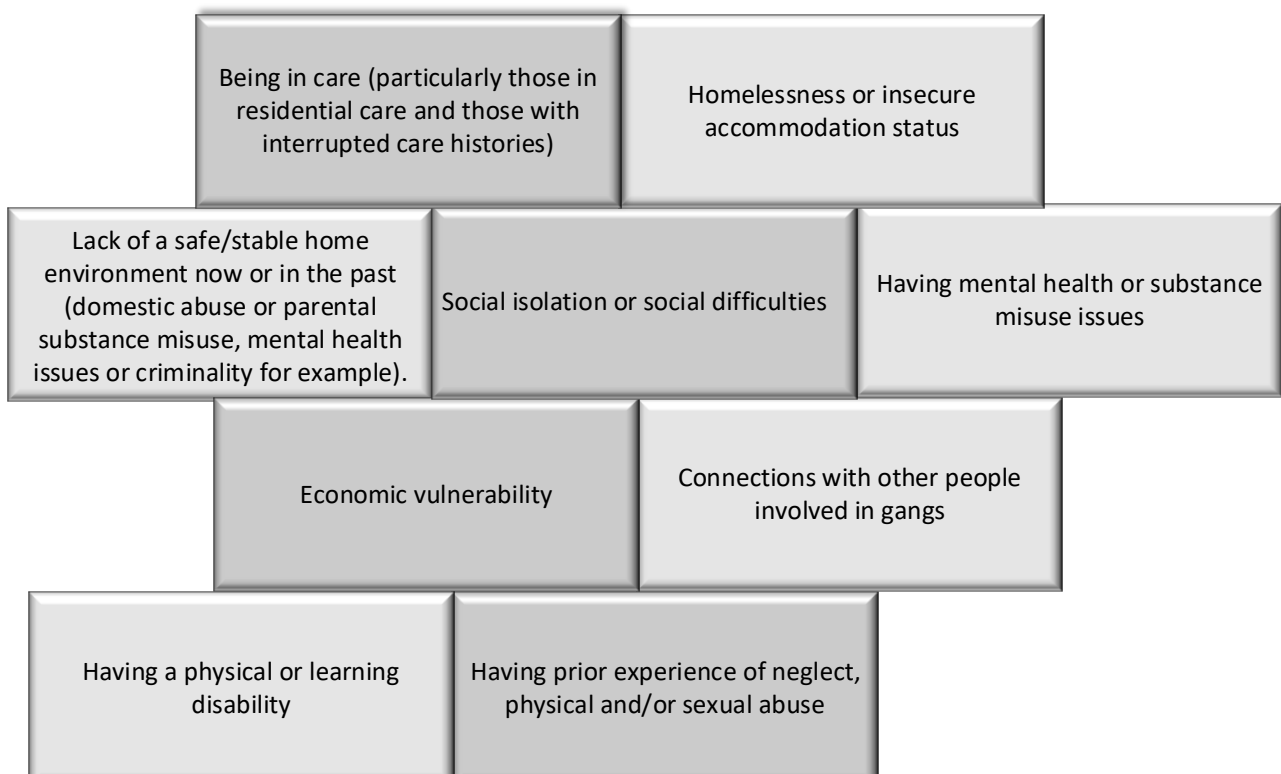 Being in care (particularly those in
residential care and those with
interrupted care histories)
Homelessness or insecure
accommodation status
Lack of a safe/stable home
environment now or in the past
(domestic abuse or parental
substance misuse, mental health
issues or criminality for example).
Social isolation or social difficulties
Having mental health or substance
misuse issues
Economic vulnerability
Connections with other people
involved in gangs
Having a physical or learning
disability
Having prior experience of neglect,
physical and/or sexual abuse